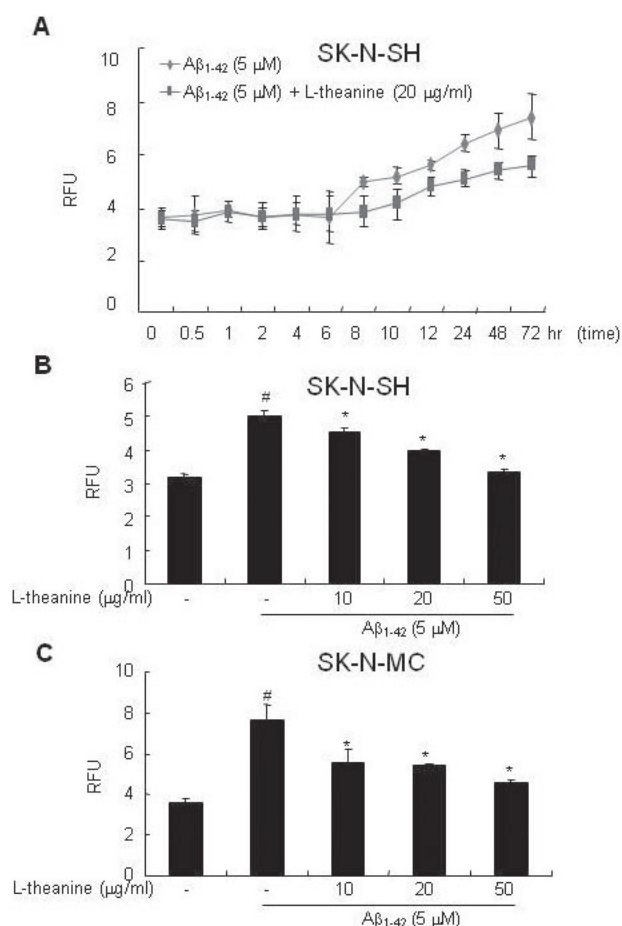 A
SK-N-SH
Aβ1-42 (5 μM)
Aβ1-42 (5 μM) + L-theanine (20 μg/ml)
RFU
10
8
6
4
2
0
0 0.5 1 2 4 6 8 10 12 24 48 72 hr (time)
B
SK-N-SH
RFU
6
5
4
3
2
1
0
# * * *
L-theanine (μg/ml) - - 10 20 50
Aβ1-42 (5 μM)
C
SK-N-MC
RFU
10
8
6
4
2
0
# * * *
L-theanine (μg/ml) - - 10 20 50
Aβ1-42 (5 μM)